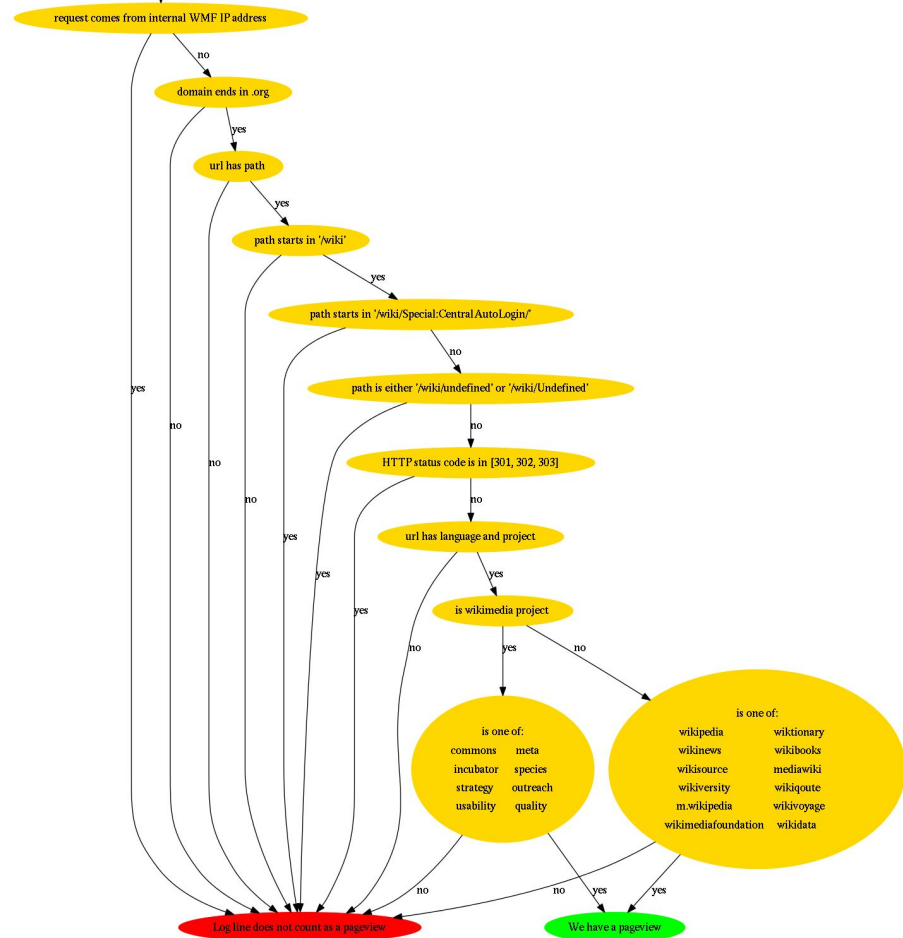 request comes from internal WMF IP address
no
domain ends in .org
yes
url has path
yes
path starts in '/wiki'
yes
path starts in '/wiki/Special:CentralAutoLogin/'
no
path is either '/wiki/undefined' or '/wiki/Undefined'
yes
no
no
HTTP status code is in [301, 302, 303]
no
no
no
yes
url has language and project
yes
yes
yes
is wikimedia project
no
yes
no
is one of:
commons meta
incubator species
strategy outreach
usability quality
is one of:
wikipedia wiktionary
wikinews wikibooks
wikisource mediawiki
wikiversity wikiqoute
m.wikipedia wikivoyage
wikimediafoundation wikidata
no
yes
no
yes
Log line does not count as a pageview
We have a pageview